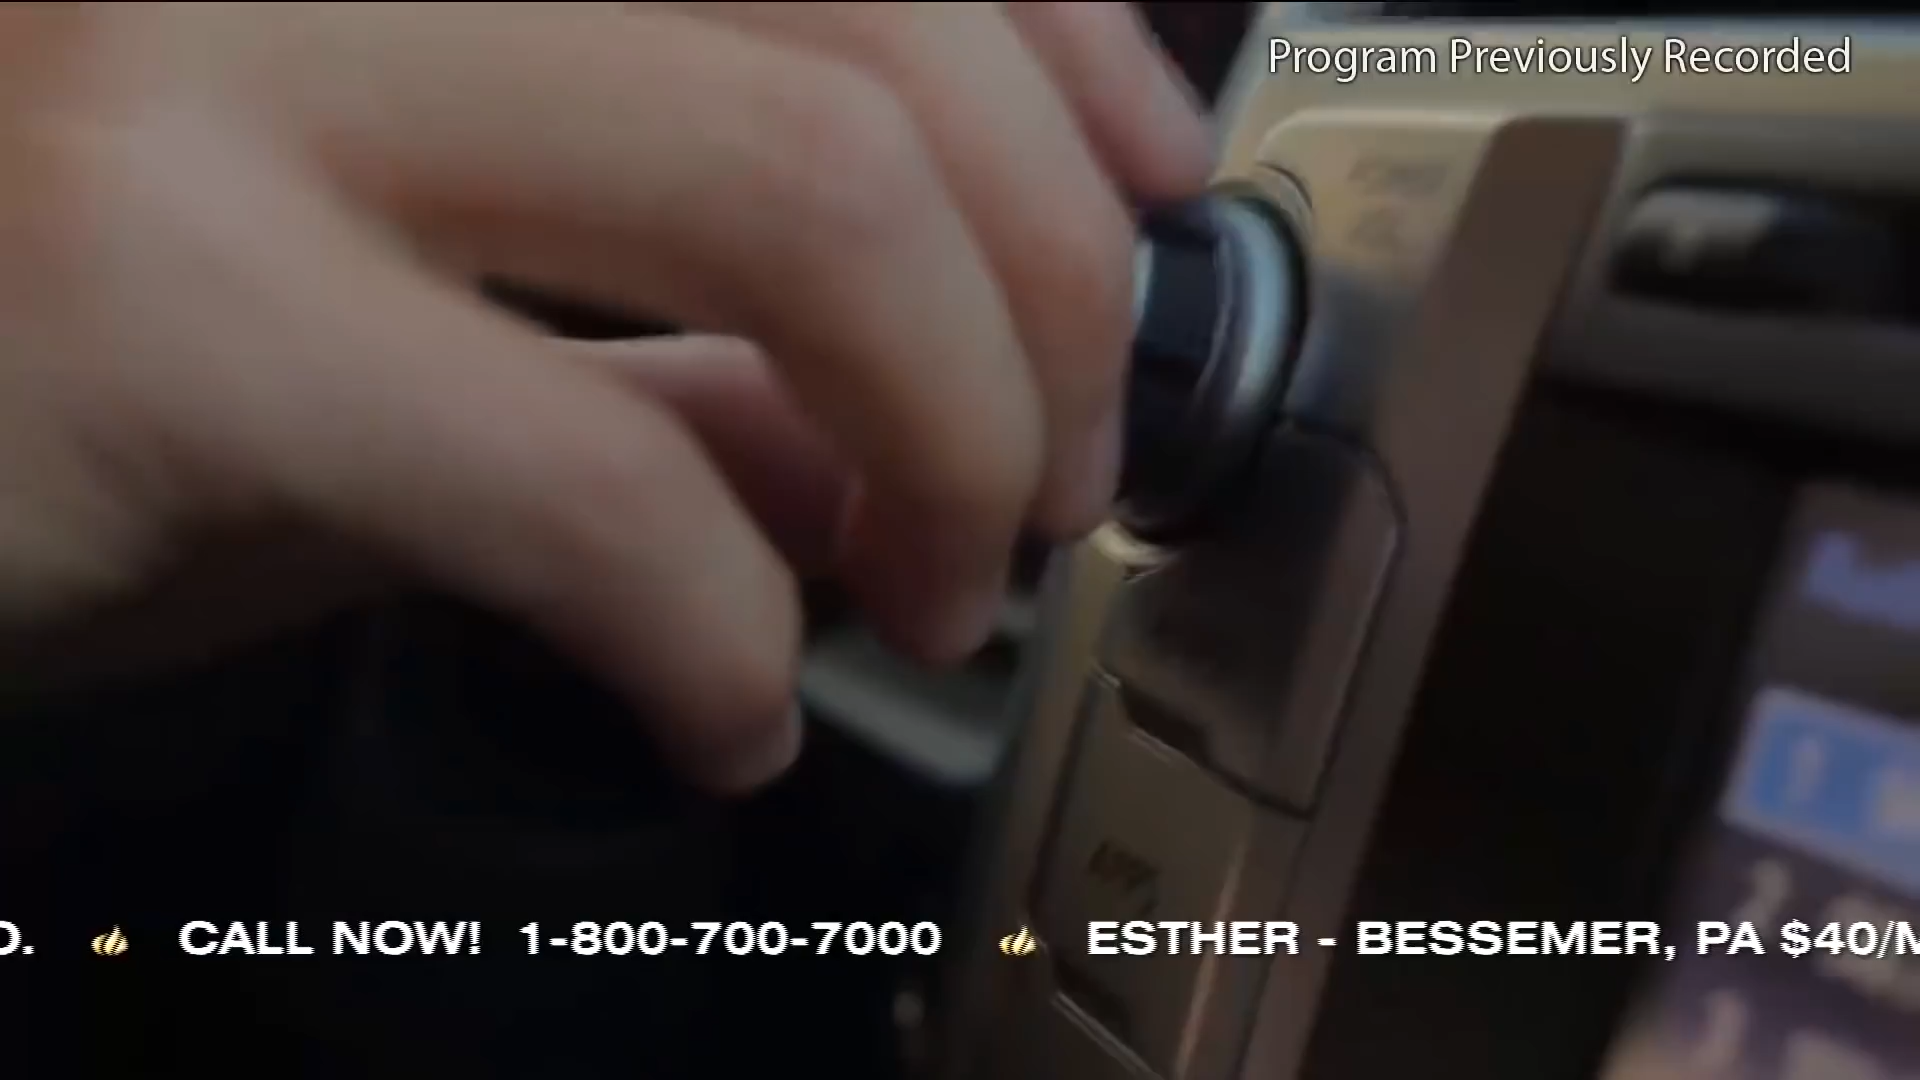 Program Previously Recorded
O. CALL NOW! 1-800-700-7000 ESTHER - BESSEMER, PA $40/M